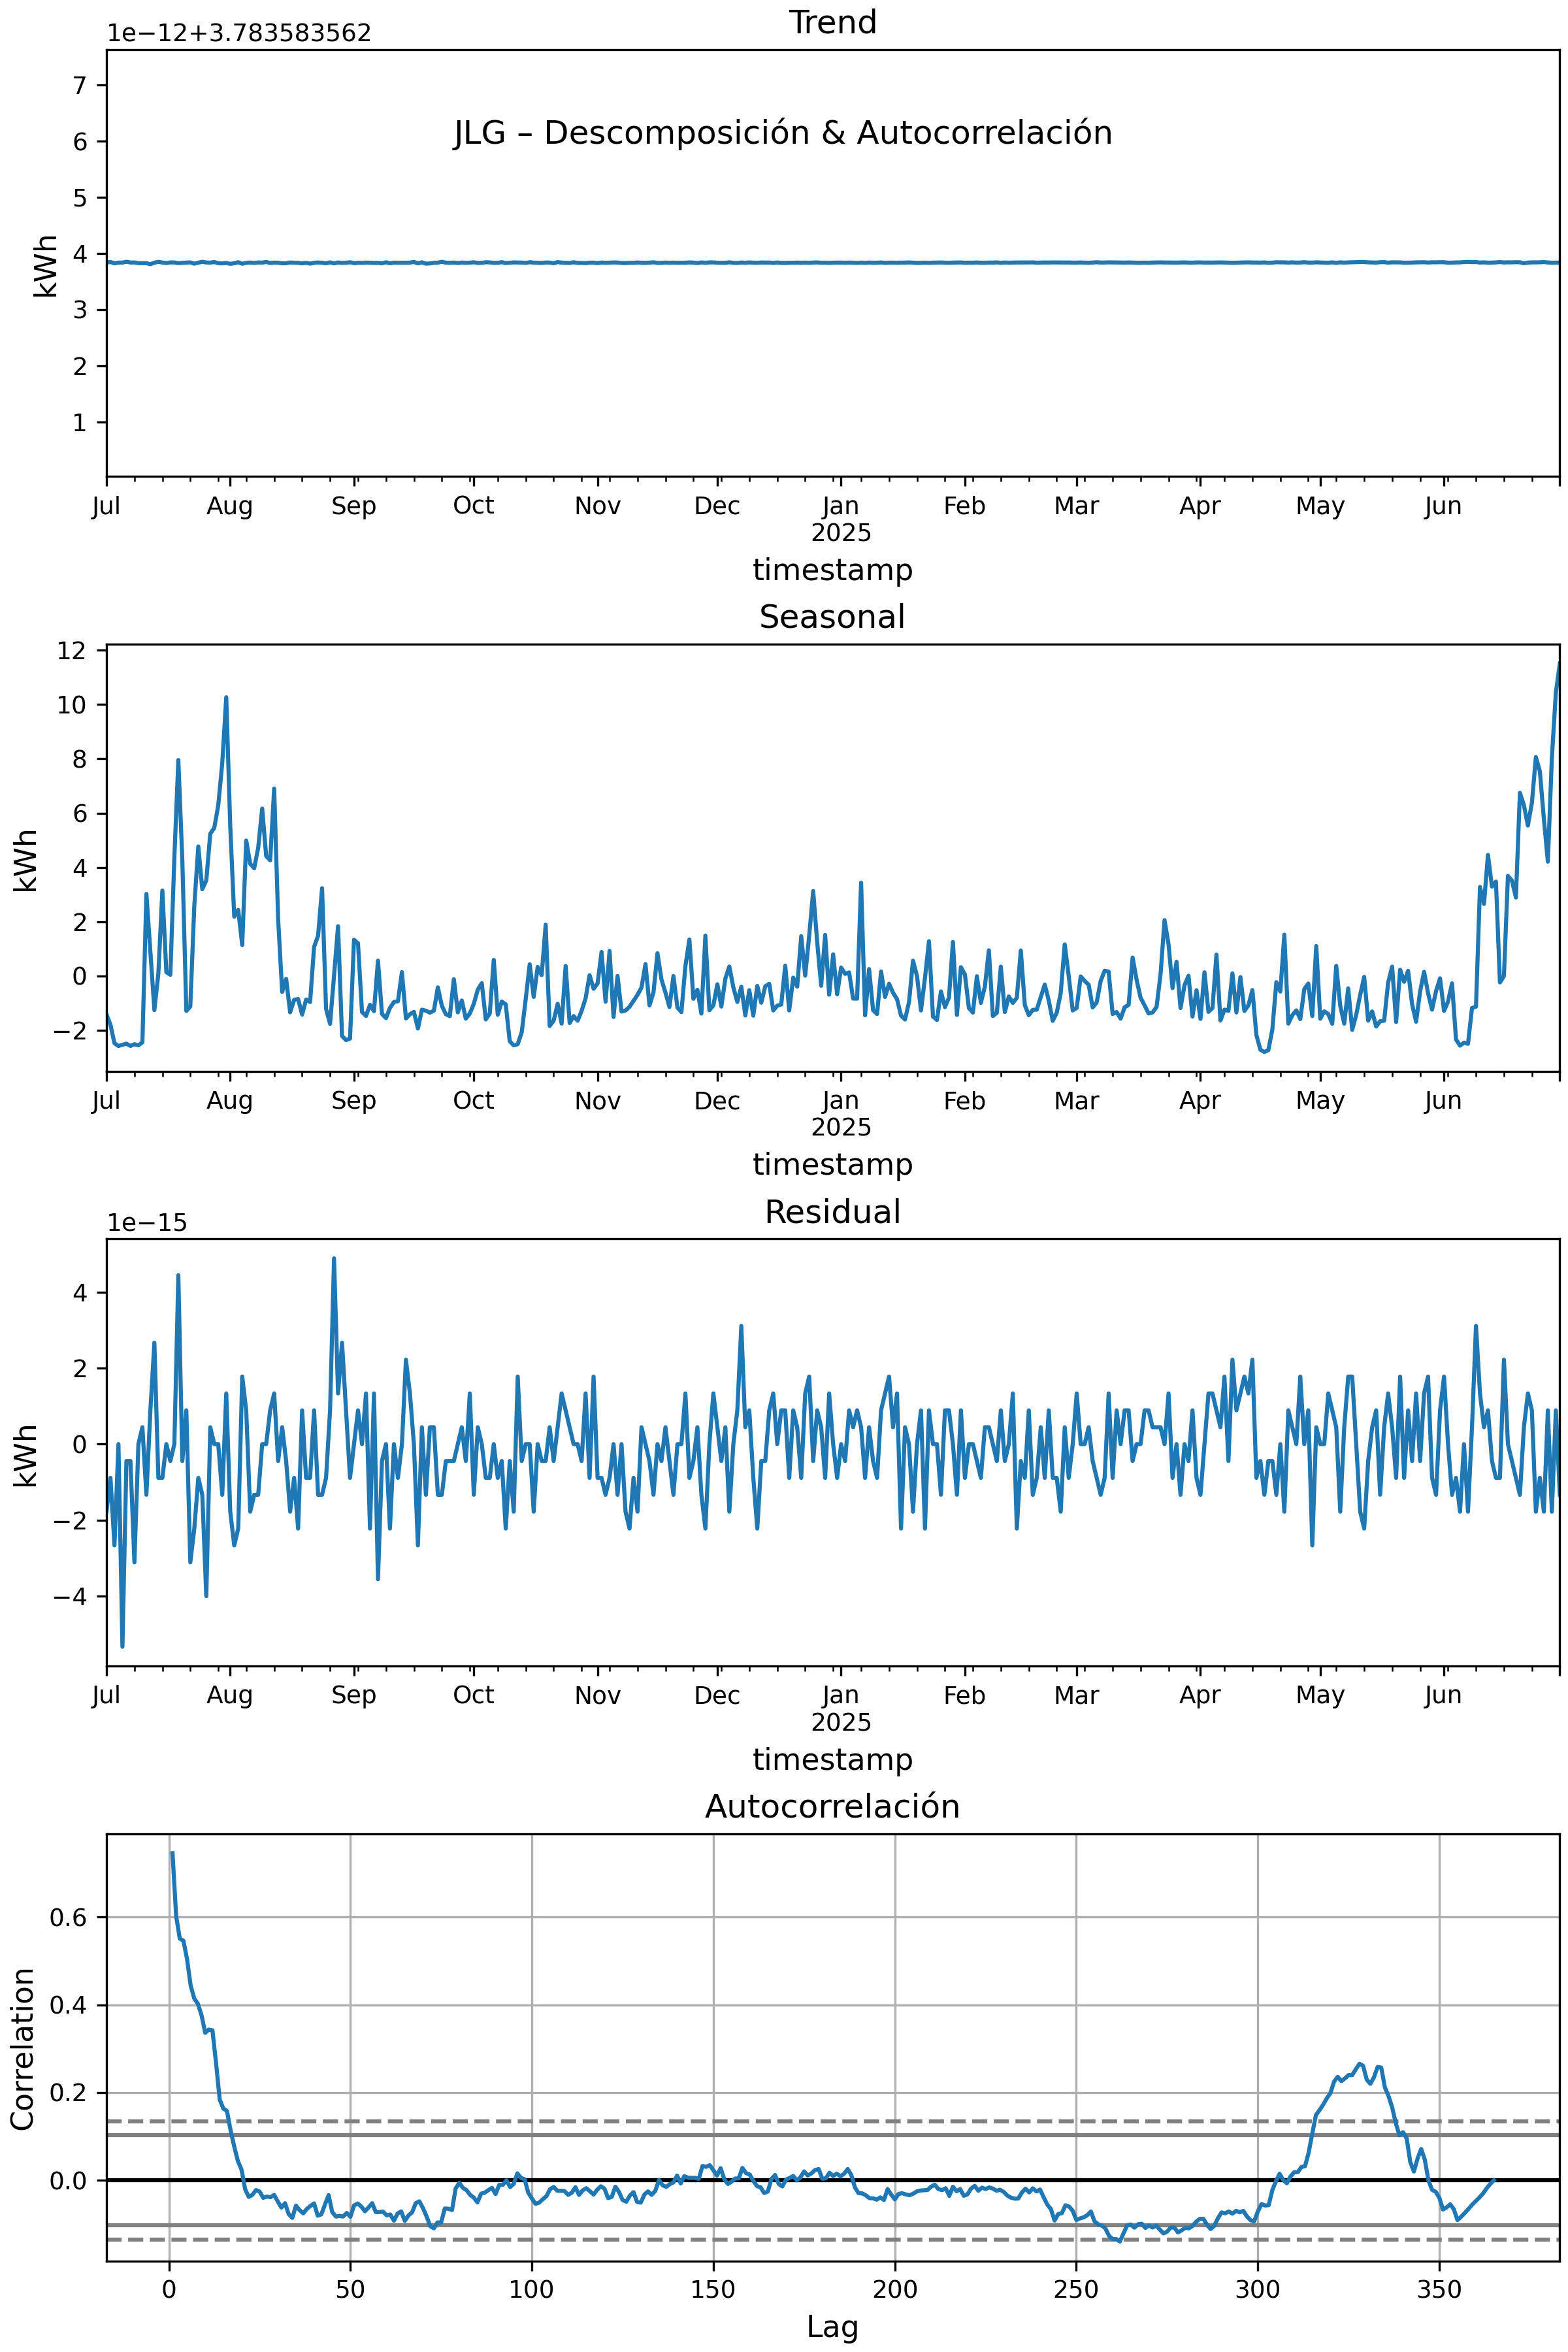 Trend
1e−12+3.783583562
JLG – Descomposición & Autocorrelación
kWh
7
6
5
4
3
2
1
Jul Aug Sep Oct Nov Dec Jan Feb Mar Apr May Jun
2025
timestamp
Seasonal
kWh
12
10
8
6
4
2
0
−2
Jul Aug Sep Oct Nov Dec Jan Feb Mar Apr May Jun
2025
timestamp
Residual
1e−15
kWh
4
2
0
−2
−4
Jul Aug Sep Oct Nov Dec Jan Feb Mar Apr May Jun
2025
timestamp
Autocorrelación
Correlation
0.6
0.4
0.2
0.0
0 50 100 150 200 250 300 350
Lag